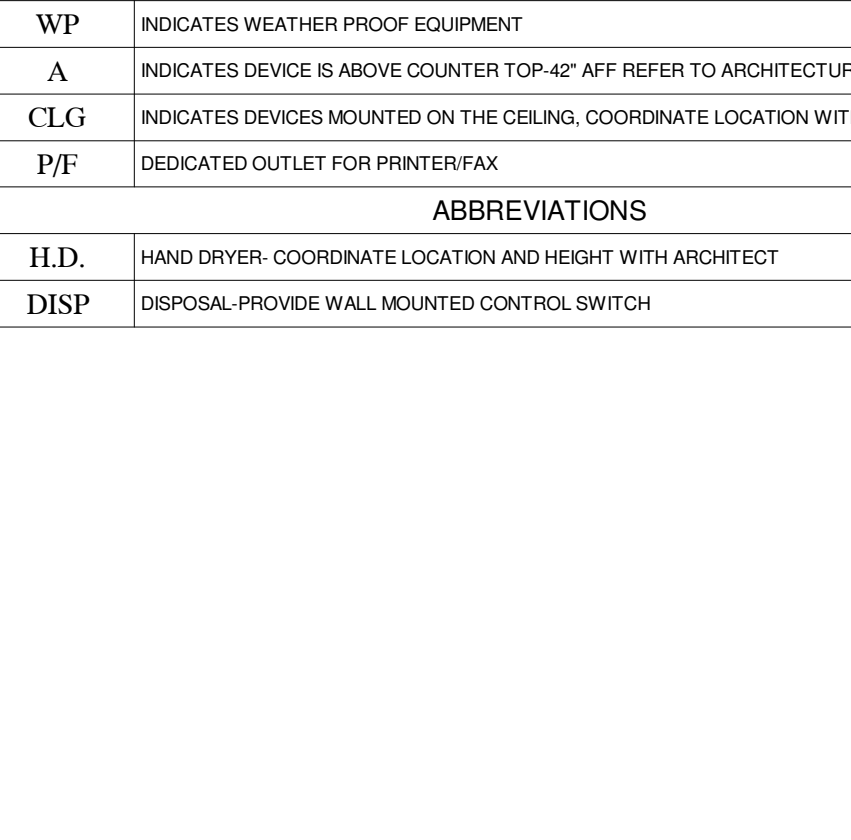 WP INDICATES WEATHER PROOF EQUIPMENT
A INDICATES DEVICE IS ABOVE COUNTER TOP-42" AFF REFER TO ARCHITECTUR
CLG INDICATES DEVICES MOUNTED ON THE CEILING, COORDINATE LOCATION WIT
P/F DEDICATED OUTLET FOR PRINTER/FAX
ABBREVIATIONS
H.D. HAND DRYER- COORDINATE LOCATION AND HEIGHT WITH ARCHITECT
DISP DISPOSAL-PROVIDE WALL MOUNTED CONTROL SWITCH